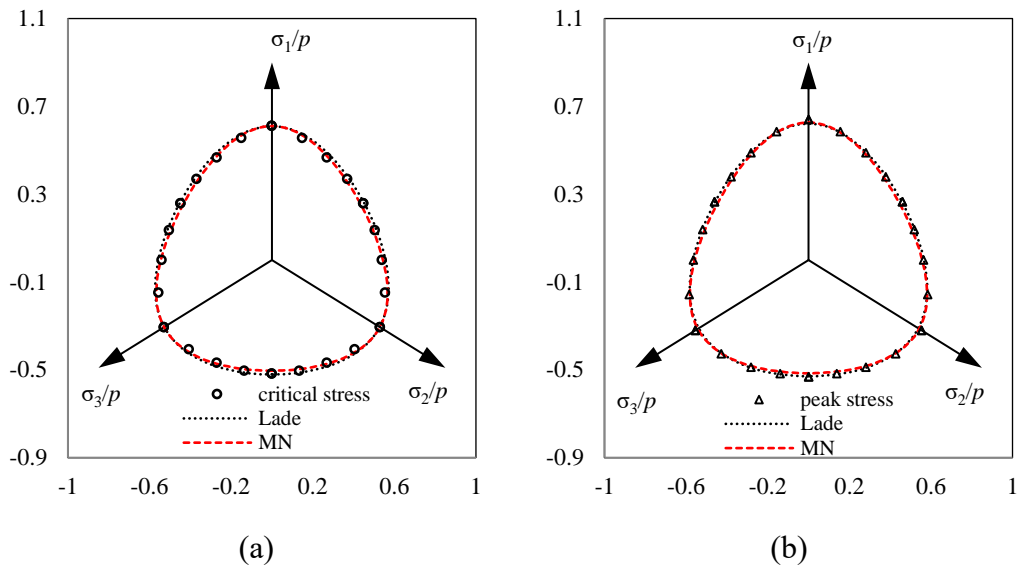 1.1
σ1/p
0.7
0.3
-0.1
-0.5
σ3/p
σ2/p
critical stress
Lade
MN
-0.9
-1
-0.6
-0.2
0.2
0.6
1
(a)
1.1
σ1/p
0.7
0.3
-0.1
-0.5
σ3/p
σ2/p
peak stress
Lade
MN
-0.9
-1
-0.6
-0.2
0.2
0.6
1
(b)